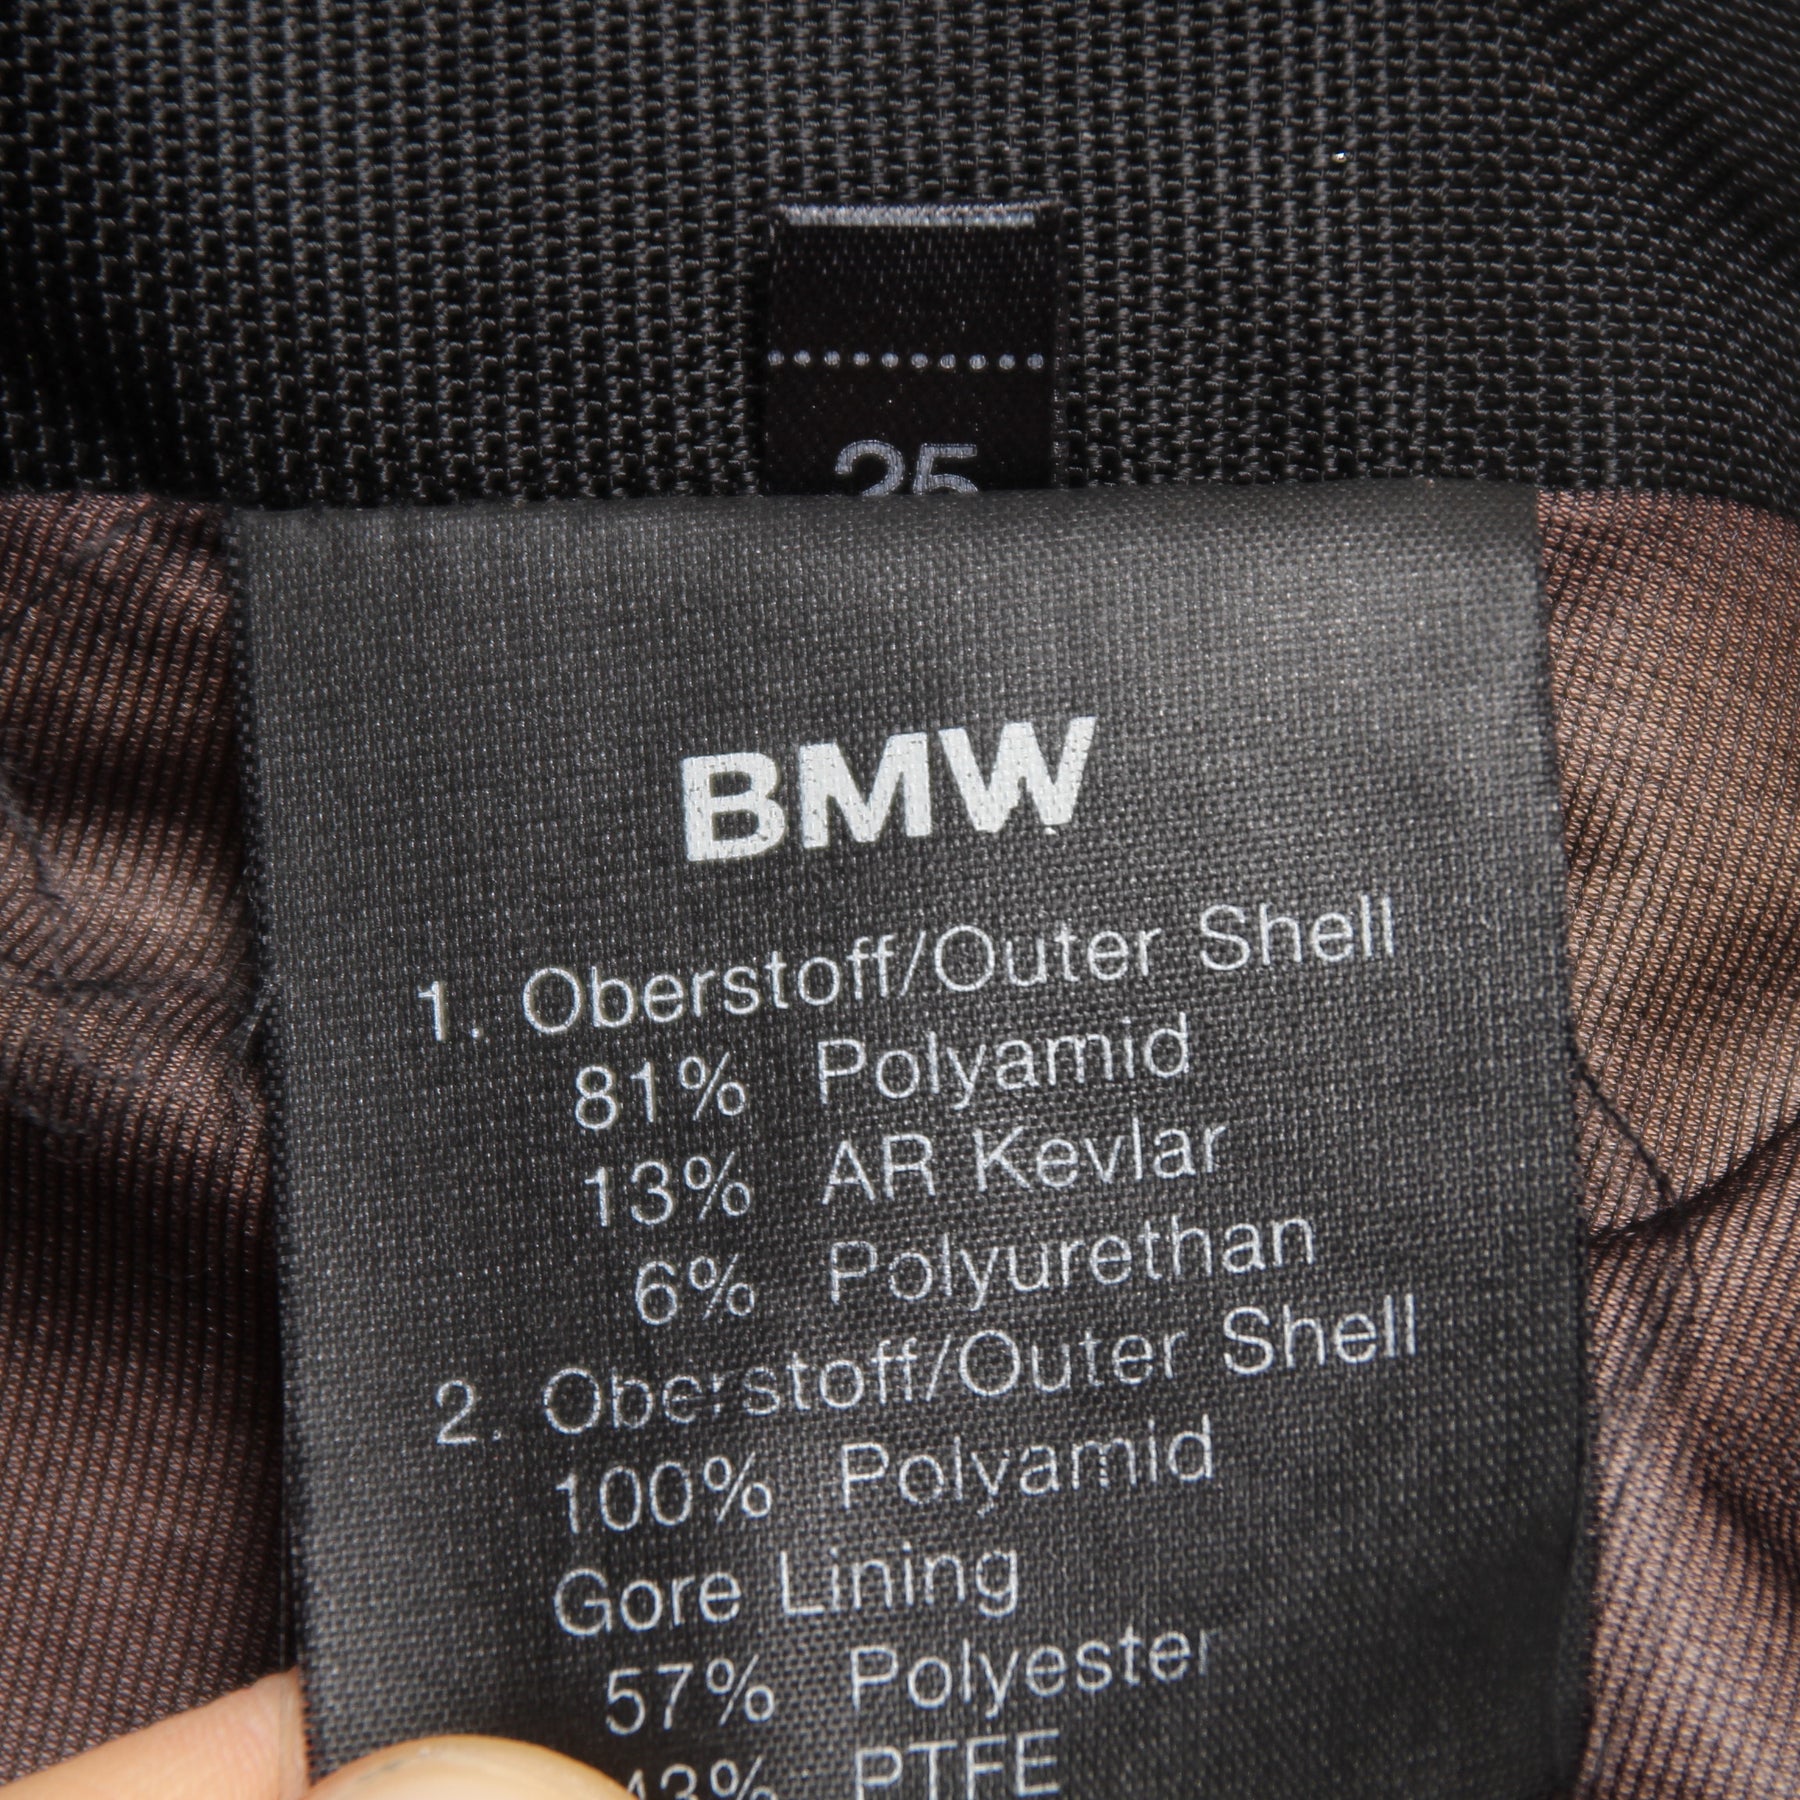 25
BMW
1. Oberstoff/Outer Shell
81% Polyamid
13% AR Kevlar
6% Polyurethan
2. Oberstoff/Outer Shell
100% Polyamid
Gore Lining
57% Polyester
43% PTFE